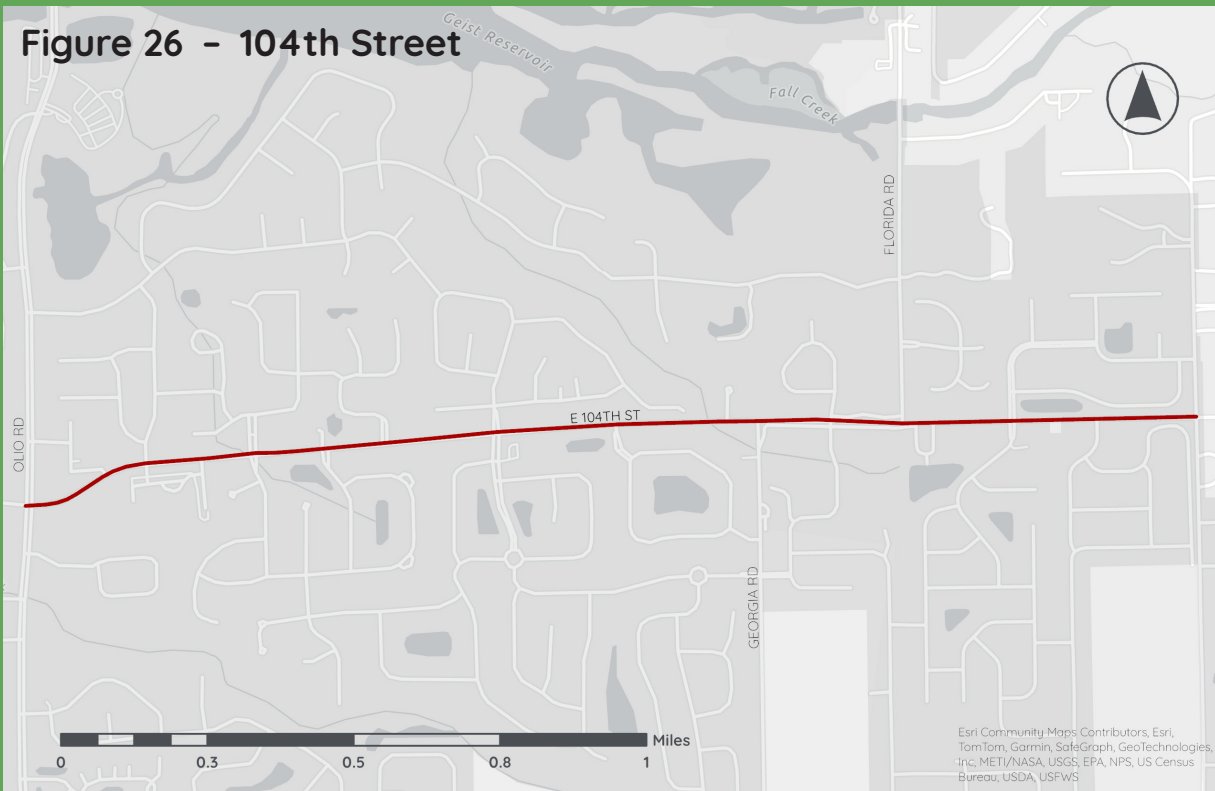 Figure 26 – 104th Street
Geist Reservoir
Fall Creek
FLORIDA RD
E 104TH ST
OLIO RD
GEORGIA RD
Miles
0 0.3 0.5 0.8 1
Esri Community Maps Contributors, Esri,
TomTom, Garmin, SafeGraph, GeoTechnologies,
Inc, METI/NASA, USGS, EPA, NPS, US Census
Bureau, USDA, USFWS